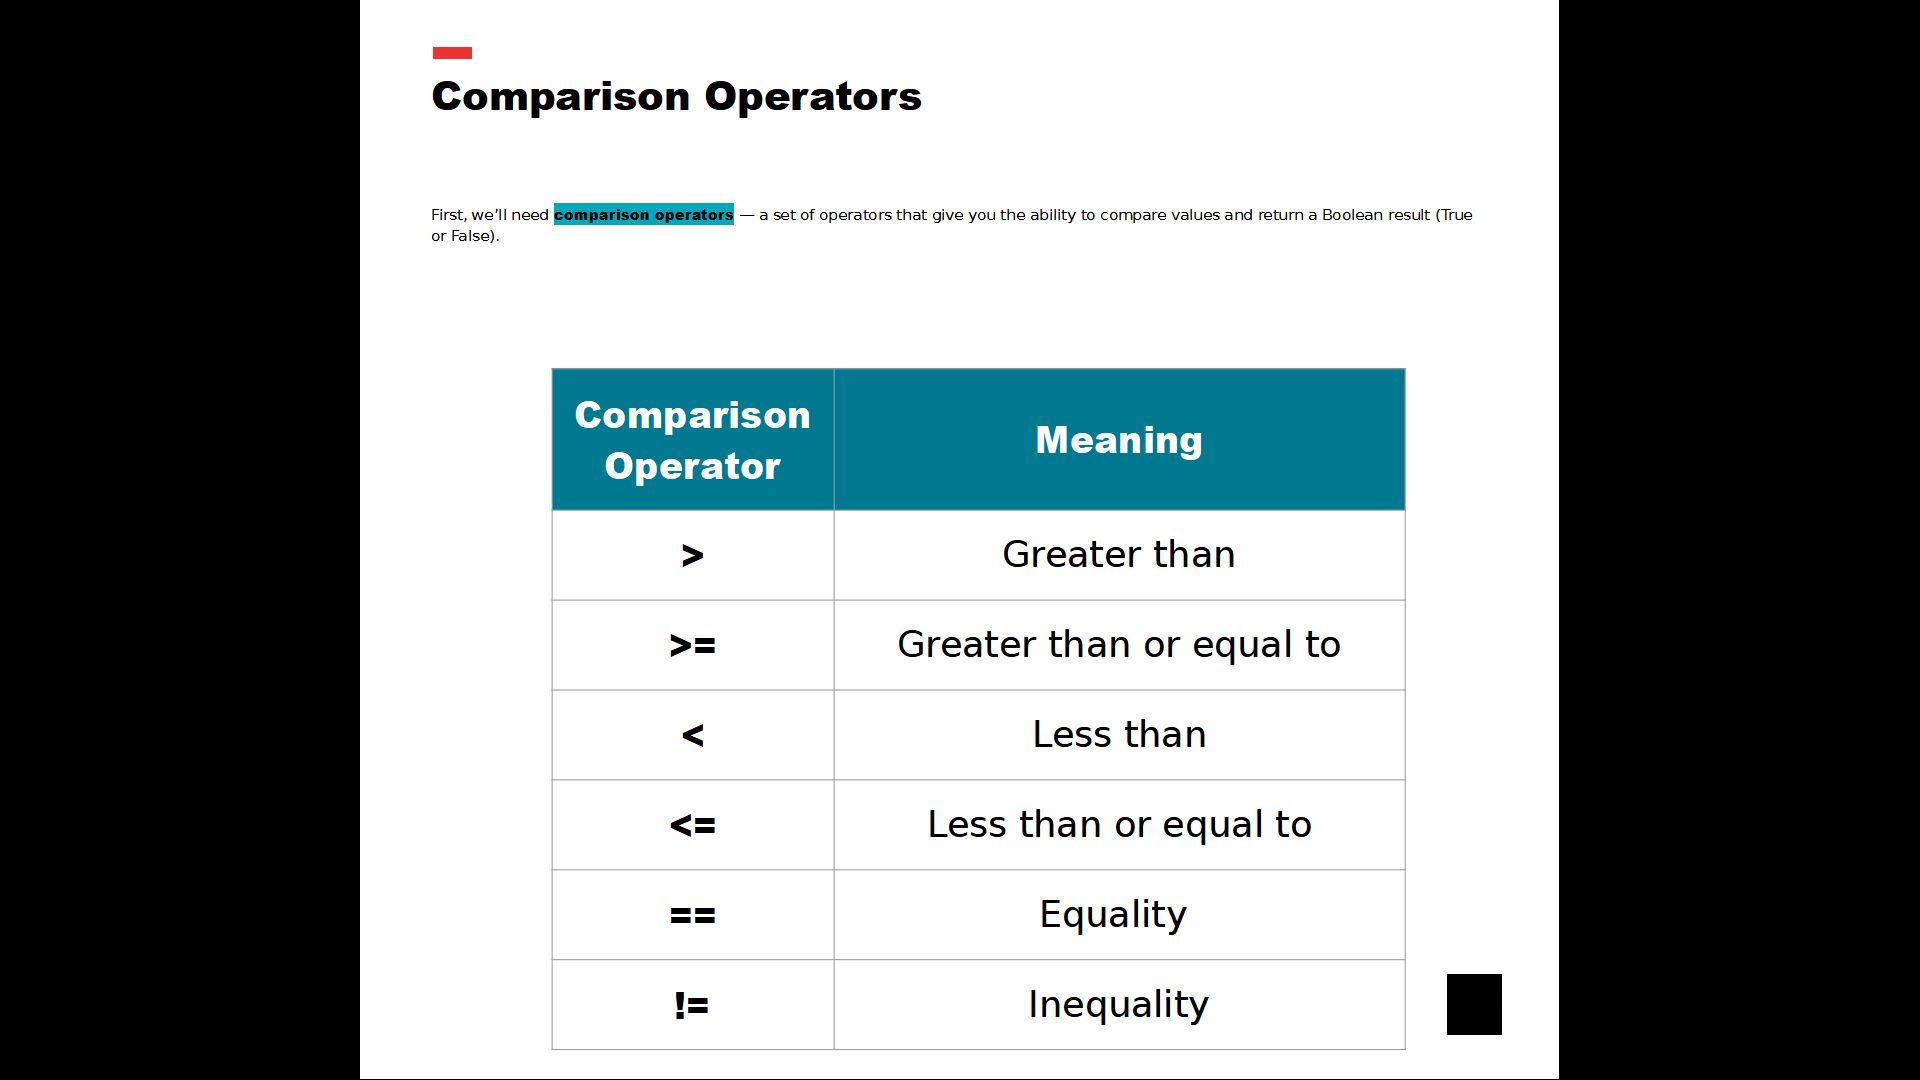 Comparison Operators
First, we’ll need comparison operators — a set of operators that give you the ability to compare values and return a Boolean result (True
or False).
Comparison
Operator
Meaning
>
Greater than
>=
Greater than or equal to
<
Less than
<=
Less than or equal to
==
Equality
!=
Inequality